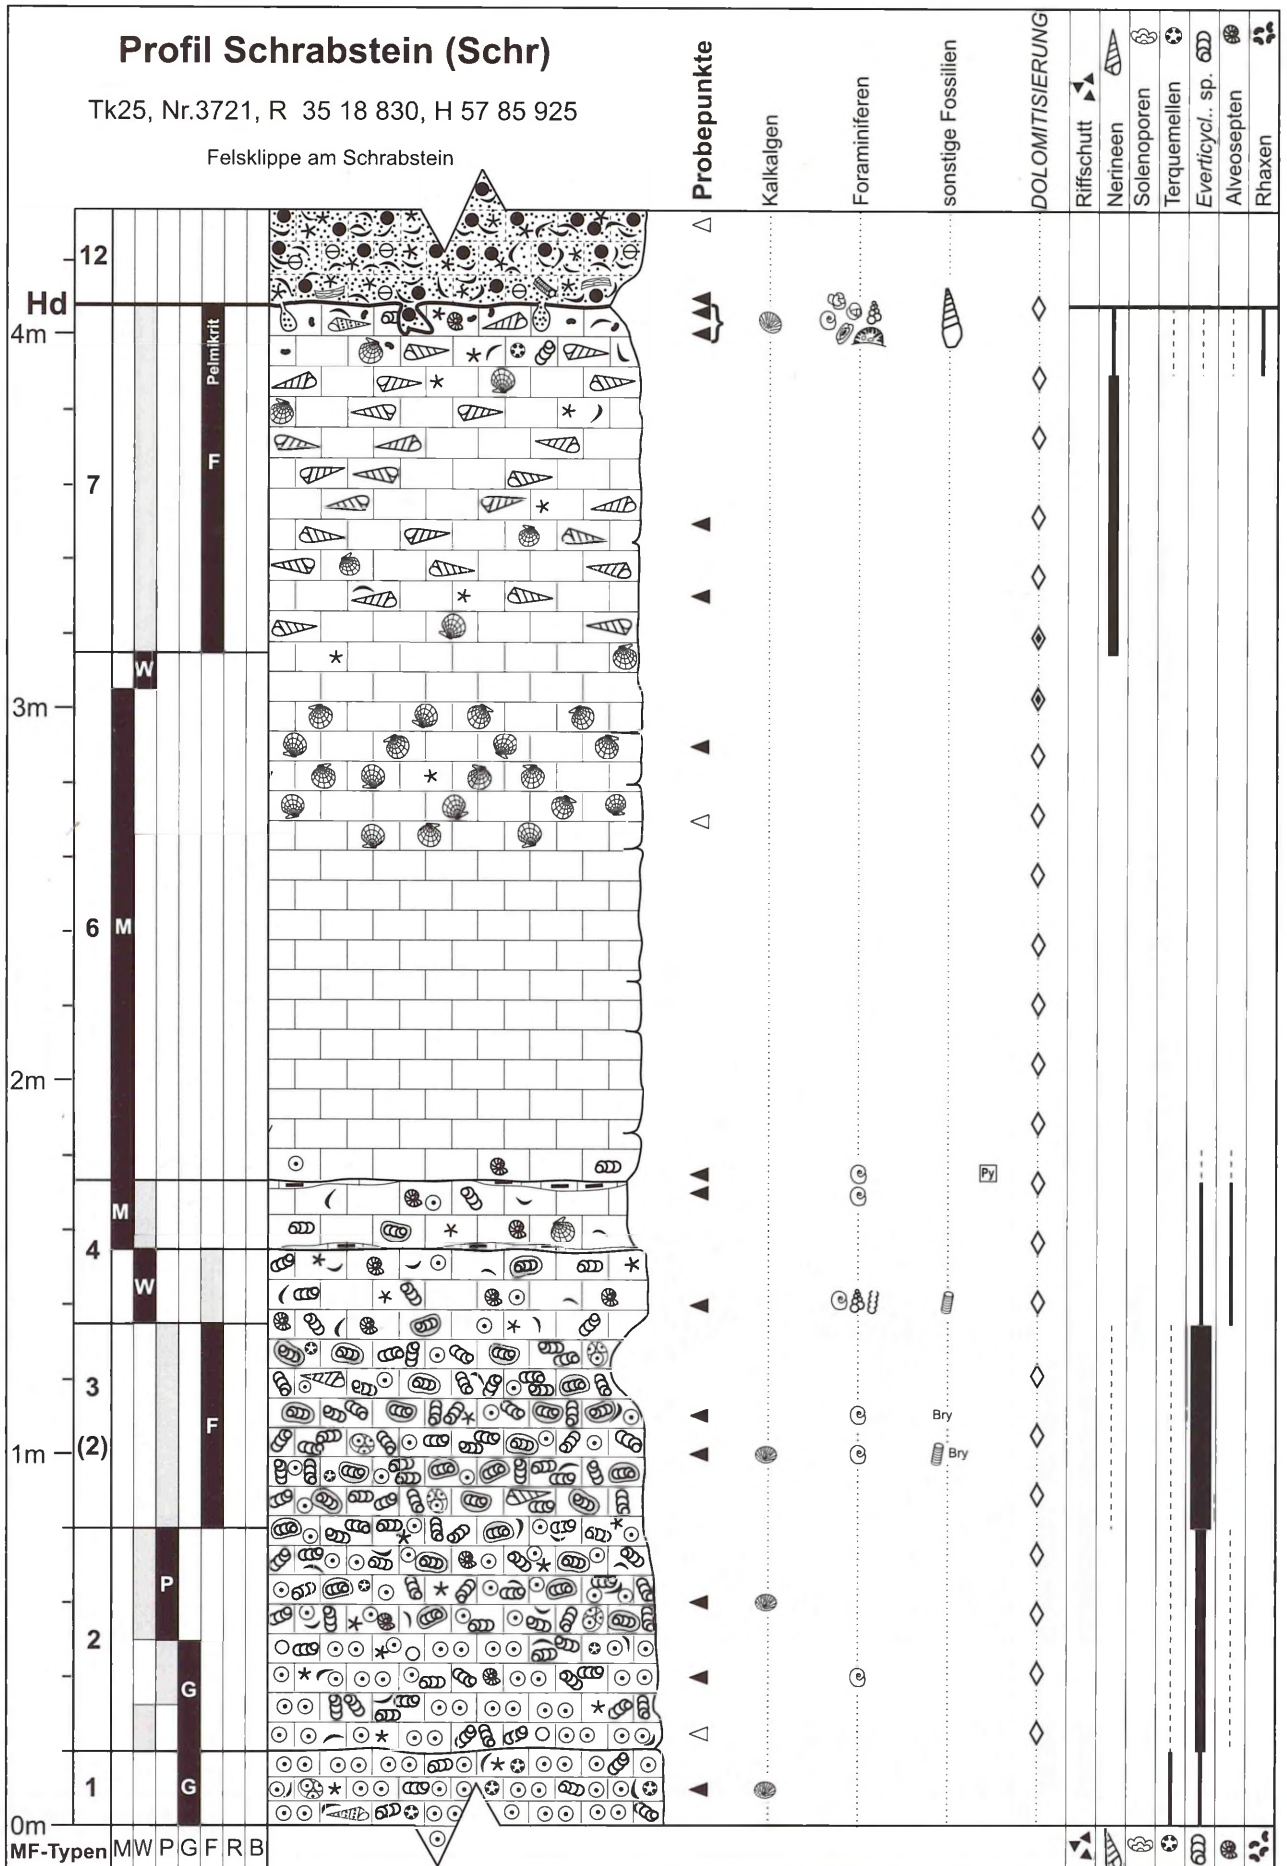 Profil Schrabstein (Schr)
Tk25, Nr.3721, R 35 18 830, H 57 85 925
Felsklippe am Schrabstein
Probepunkte
Kalkalgen
Foraminiferen
sonstige Fossilien
DOLOMITISIERUNG
Riffschutt
Nerineen
Solenoporen
Terquemellen
Everticycl.. sp.
Alveosepten
Rhaxen
12
Hd
4m
Pelmikrit
F
7
W
3m
6
M
2m
Py
M
4
W
3
F
Bry
(2)
1m
Bry
P
2
G
1
G
0m
MF-Typen M W P G F R B